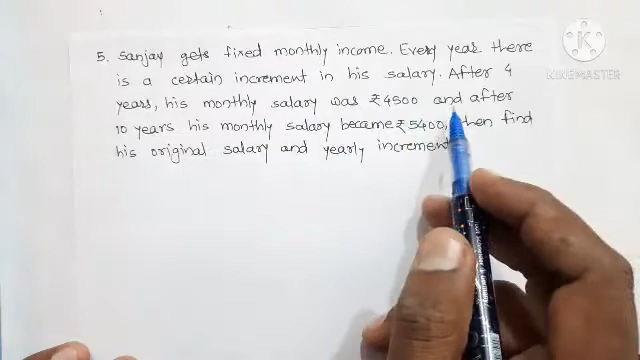 5. Sanjay gets fixed monthly income. Every year there
is a certain increment in his salary. After 4
years, his monthly salary was ₹4500 and after
10 years his monthly salary became ₹5400, then find
his original salary and yearly increment
KINEMASTER